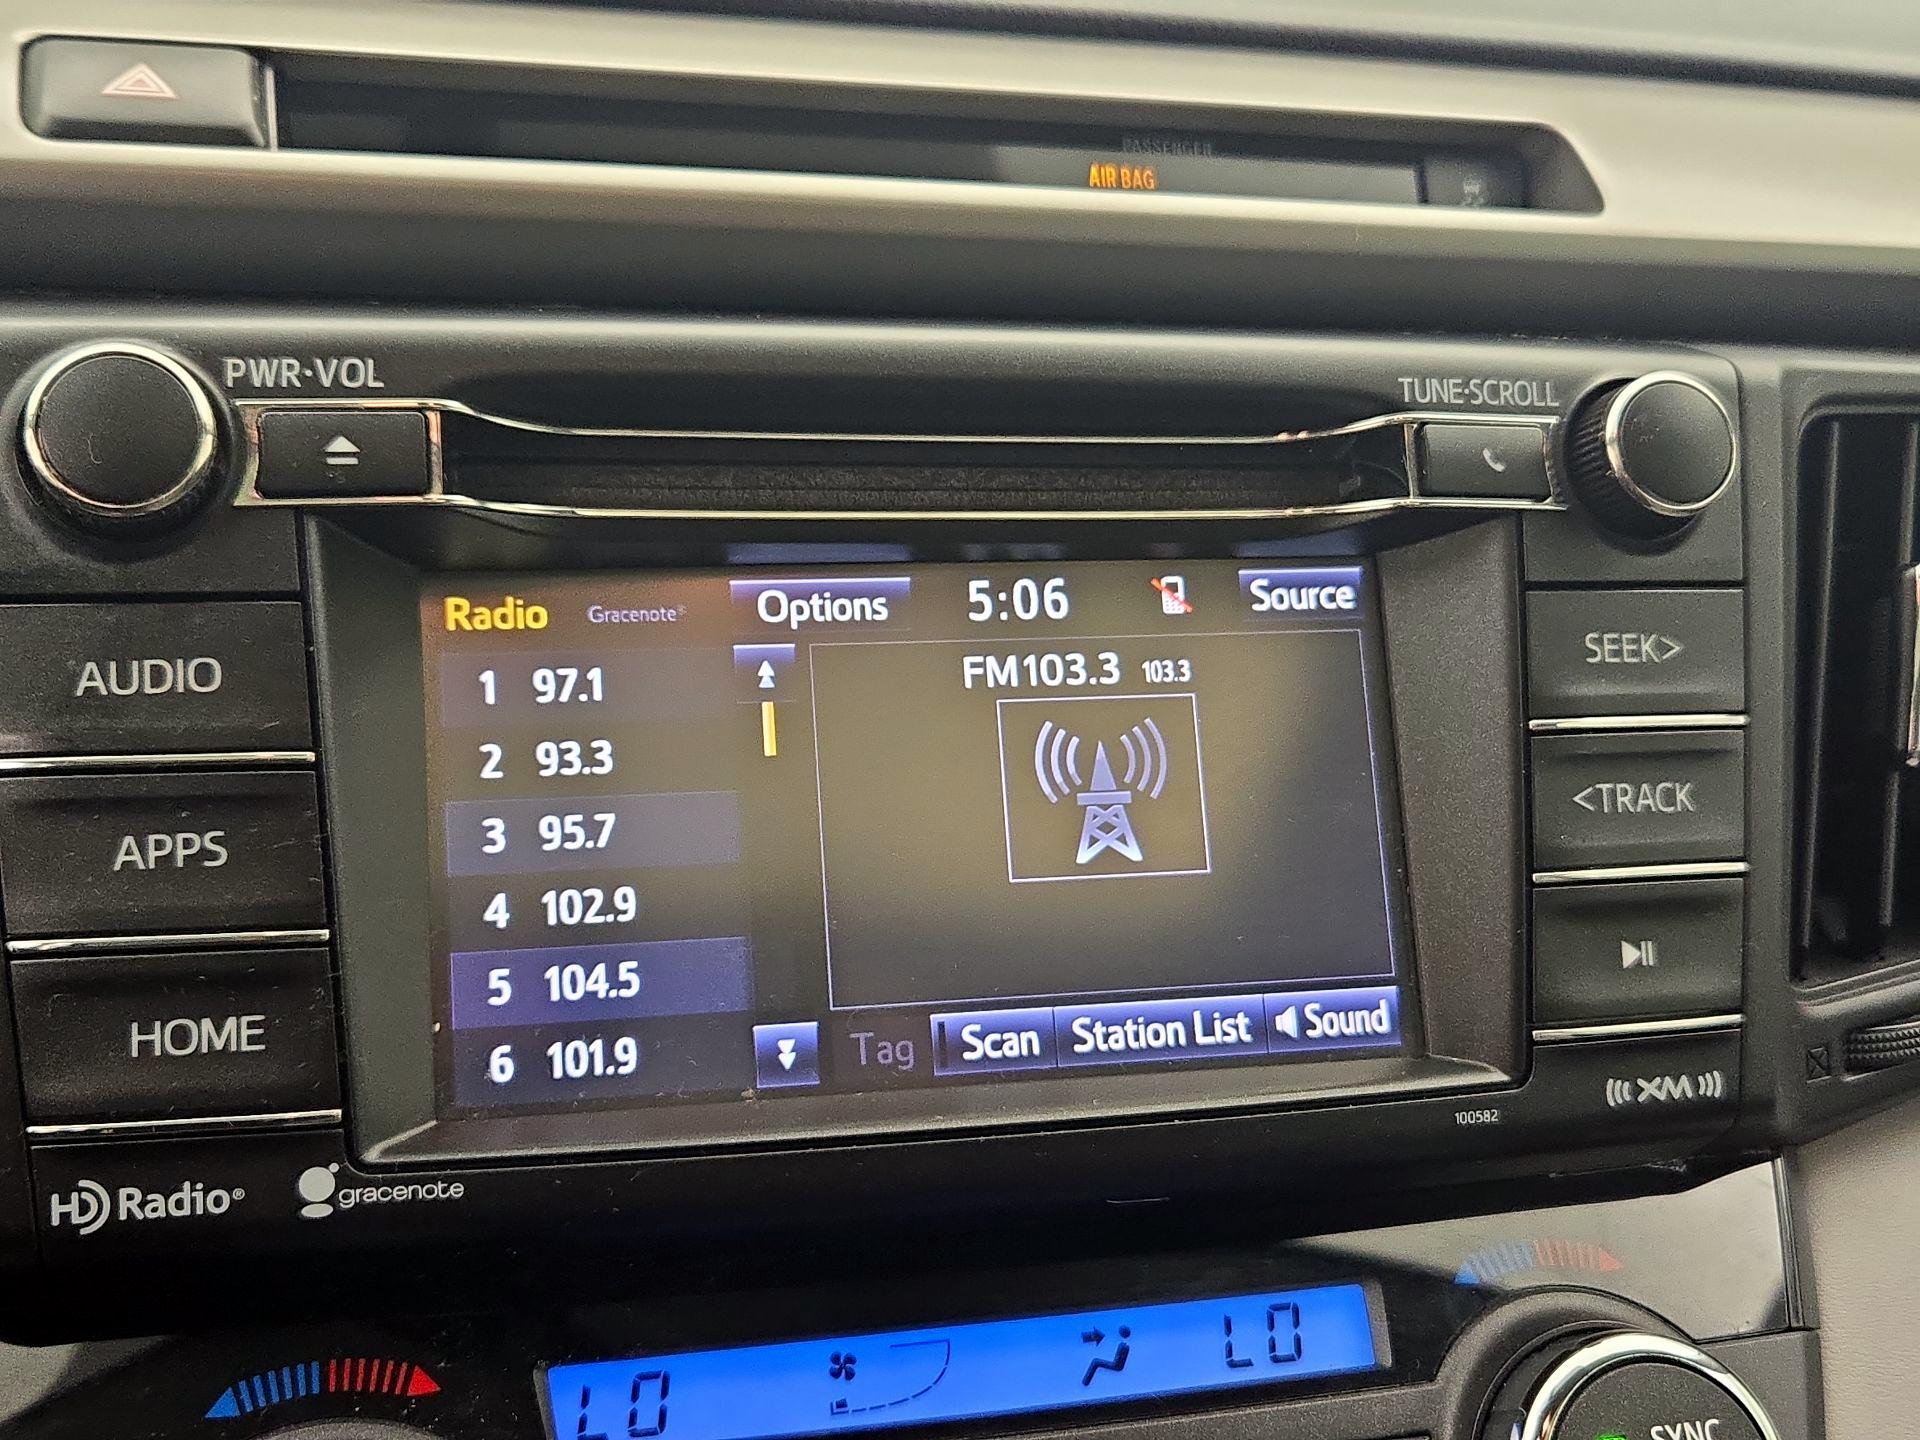 PASSENGER
AIR BAG
PWR·VOL
TUNE·SCROLL
Radio Gracenote® Options 5:06 Source
1 97.1
2 93.3
3 95.7
4 102.9
5 104.5
6 101.9
FM103.3 103.3
Tag Scan Station List Sound
AUDIO
APPS
HOME
SEEK>
<TRACK
XM
100582
HD Radio®
gracenote
LO
LO
SYNC